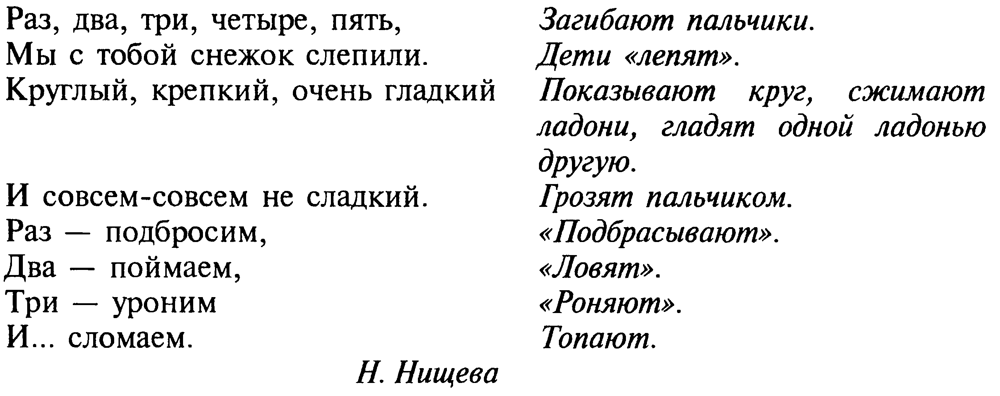 Раз, два, три, четыре, пять, Загибают пальчики.
Мы с тобой снежок слепили. Дети «лепят».
Круглый, крепкий, очень гладкий Показывают круг, сжимают
ладони, гладят одной ладонью
другую.
И совсем-совсем не сладкий. Грозят пальчиком.
Раз — подбросим, «Подбрасывают».
Два — поймаем, «Ловят».
Три — уроним «Роняют».
И... сломаем. Топают.
Н. Нищева